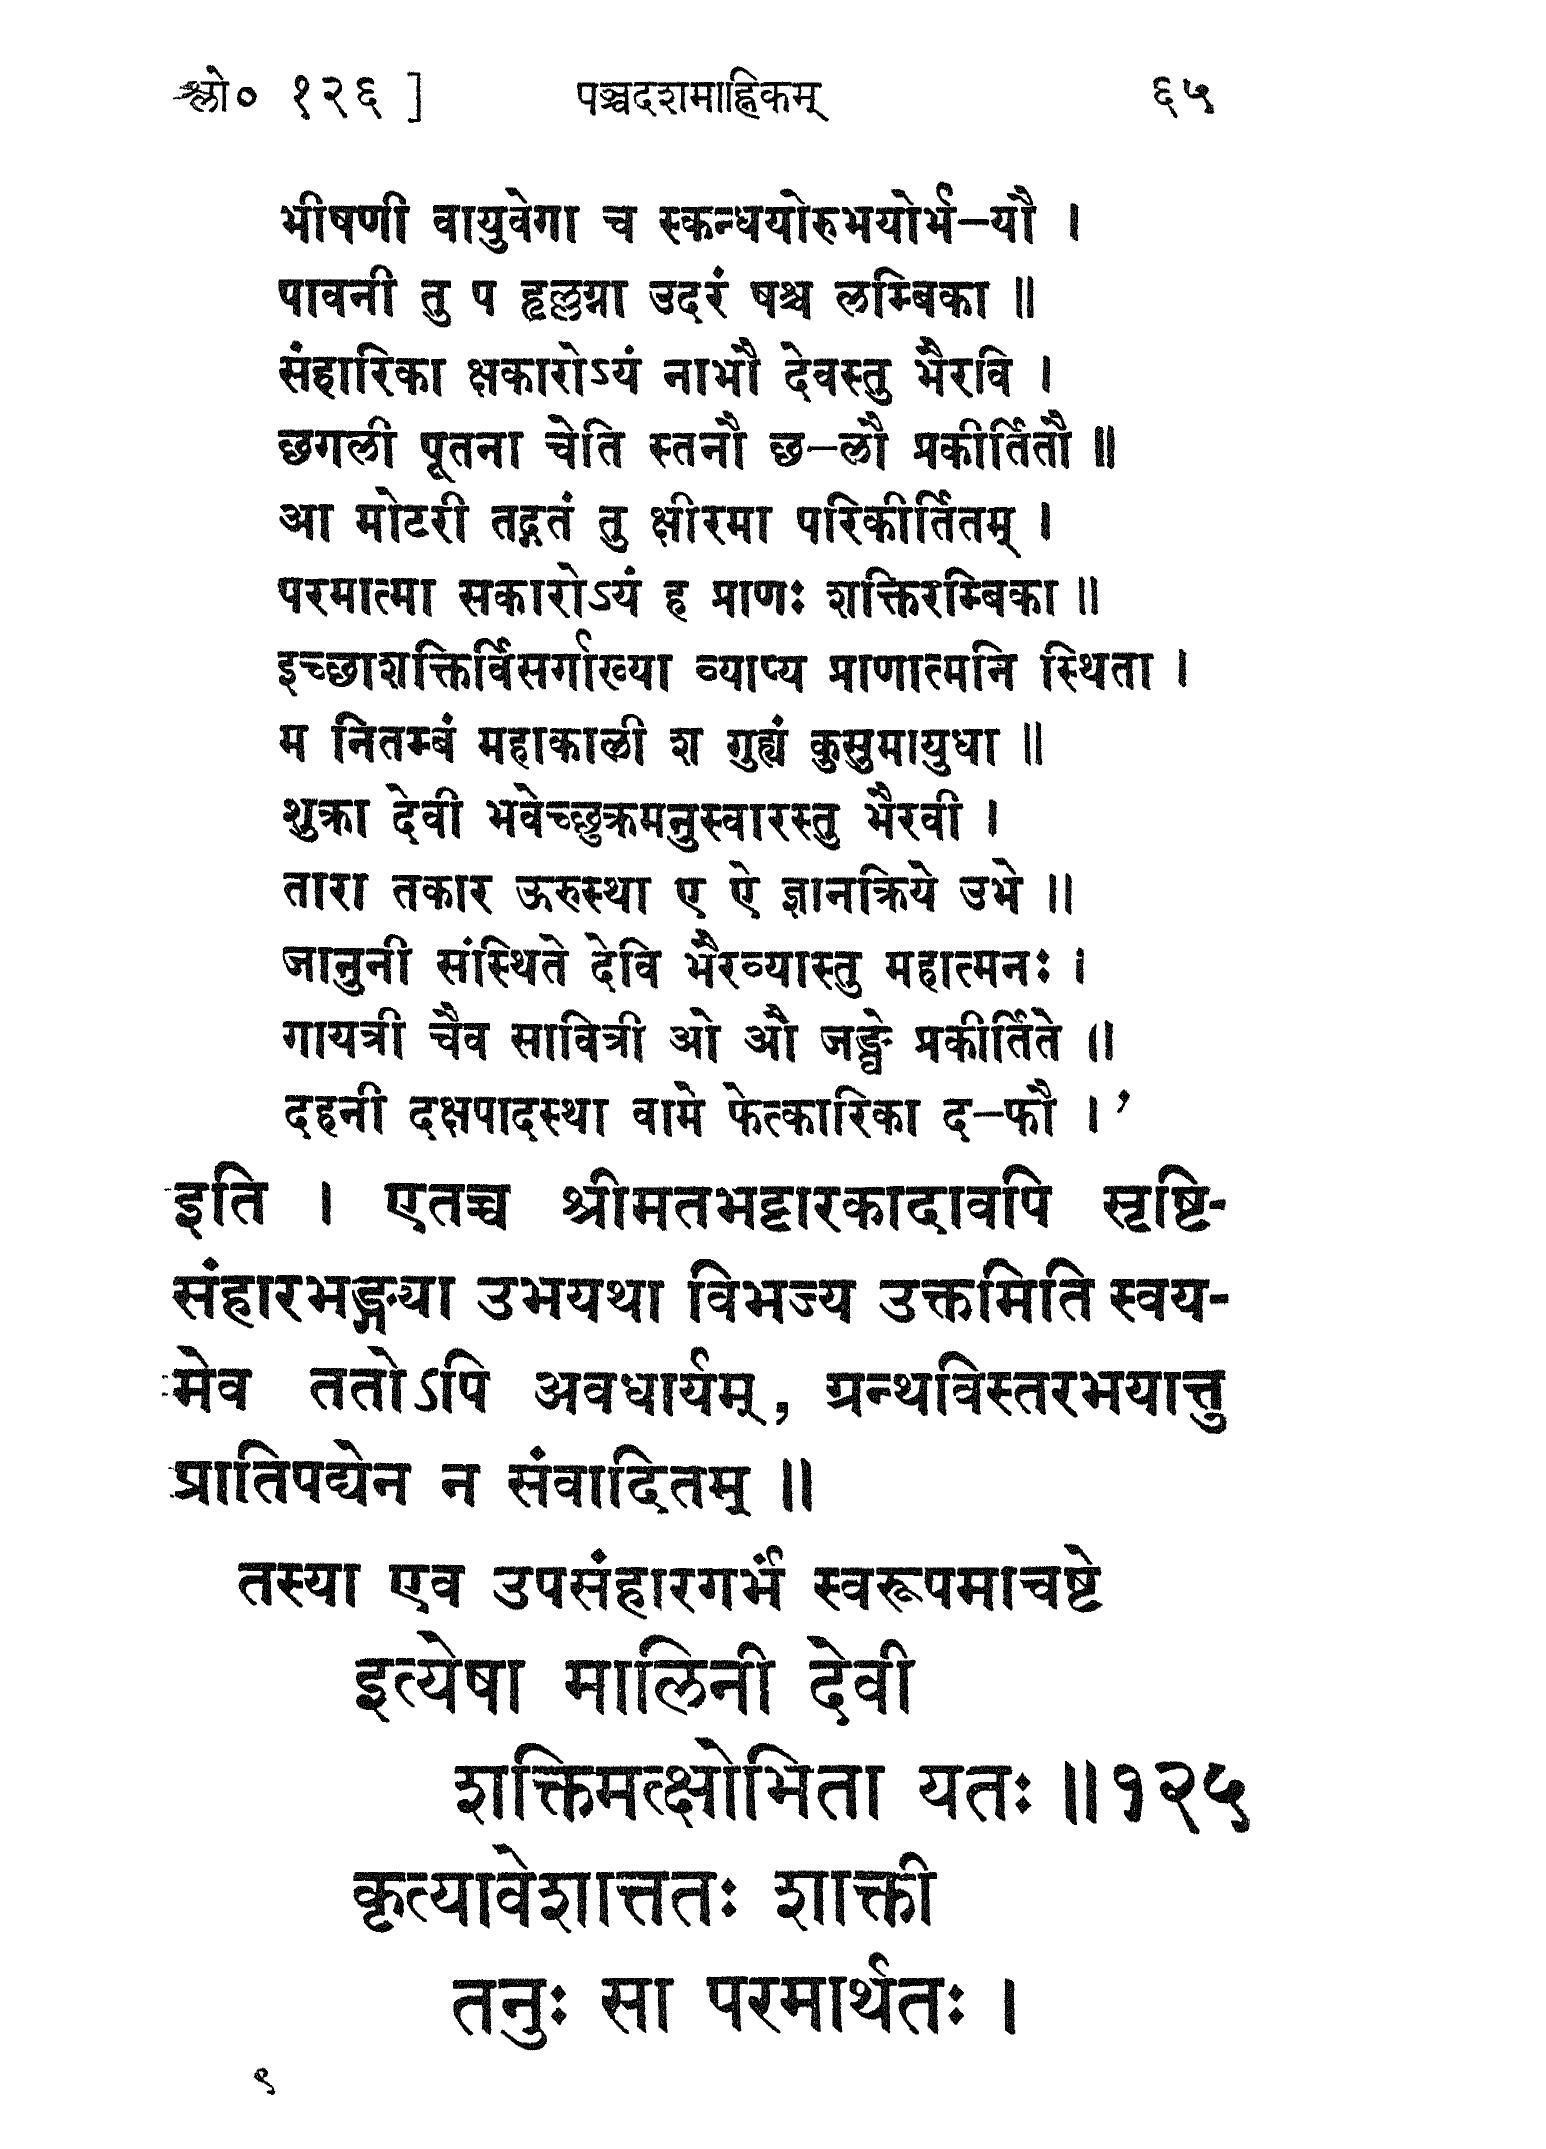 श्लो० १२६ ] पञ्चदशमाह्निकम् ६५
भीषणी वायुवेगा च स्कन्धयोरुभयोर्भ-यौ ।
पावनी तु प हृल्लग्ना उदरं षश्च लम्बिका ॥
संहारिका क्षकारोऽयं नाभौ देवस्तु भैरवि ।
छगली पूतना चेति स्तनौ छ-लौ प्रकीर्तितौ ॥
आ मोटरी तद्गतं तु क्षीरमा परिकीर्तितम् ।
परमात्मा सकारोऽयं ह प्राणः शक्तिरम्बिका ॥
इच्छाशक्तिर्विसर्गाख्या व्याप्य प्राणात्मनि स्थिता ।
म नितम्बं महाकाली श गुह्यं कुसुमायुधा ॥
शुक्रा देवी भवेच्छुक्रमनुस्वारस्तु भैरवी ।
तारा तकार ऊरुस्था ए ऐ ज्ञानक्रिये उभे ॥
जानुनी संस्थिते देवि भैरव्यास्तु महात्मनः ।
गायत्री चैव सावित्री ओ औ जङ्घे प्रकीर्तिते ॥
दहनी दक्षपादस्था वामे फेत्कारिका द-फौ । ’
इति । एतच्च श्रीमतभट्टारकादावपि सृष्टि-
संहारभङ्गया उभयथा विभज्य उक्तमिति स्वय-
मेव ततोऽपि अवधार्यम्, ग्रन्थविस्तरभयात्तु
प्रातिपद्येन न संवादितम् ॥
तस्या एव उपसंहारगर्भं स्वरूपमाचष्टे
इत्येषा मालिनी देवी
शक्तिमत्क्षोभिता यतः ॥१२५
कृत्यावेशात्ततः शाक्ती
तनुः सा परमार्थतः ।
९